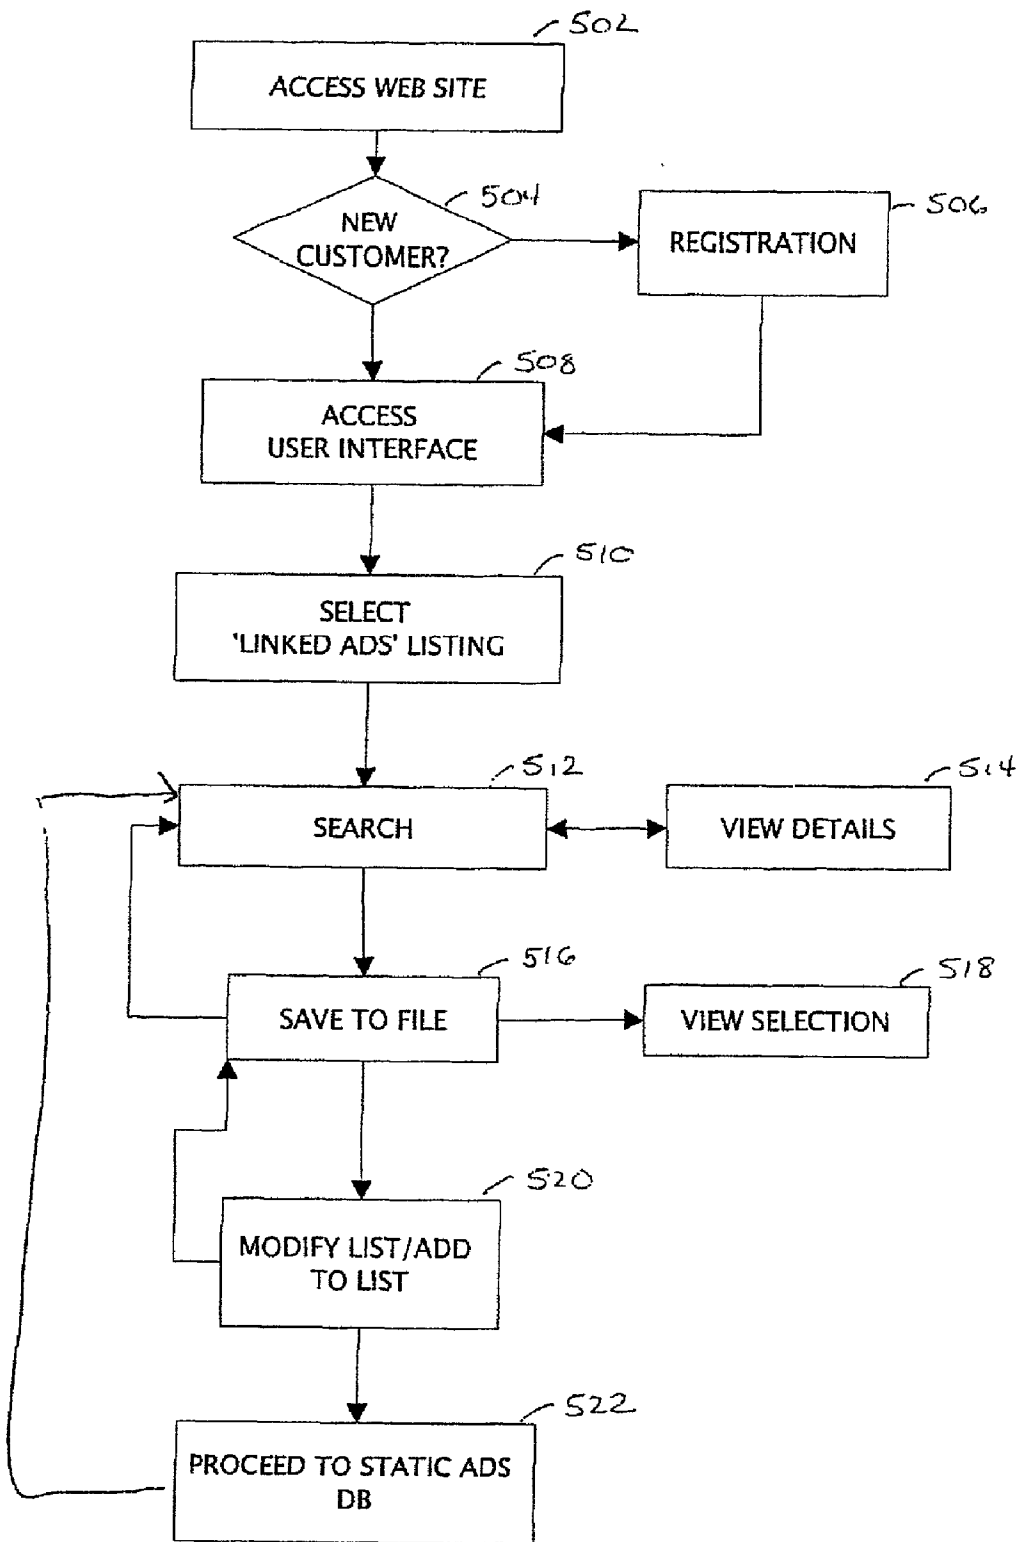 502
ACCESS WEB SITE
504
NEW
CUSTOMER?
506
REGISTRATION
508
ACCESS
USER INTERFACE
510
SELECT
'LINKED ADS' LISTING
512
SEARCH
514
VIEW DETAILS
516
SAVE TO FILE
518
VIEW SELECTION
520
MODIFY LIST/ADD
TO LIST
522
PROCEED TO STATIC ADS
DB